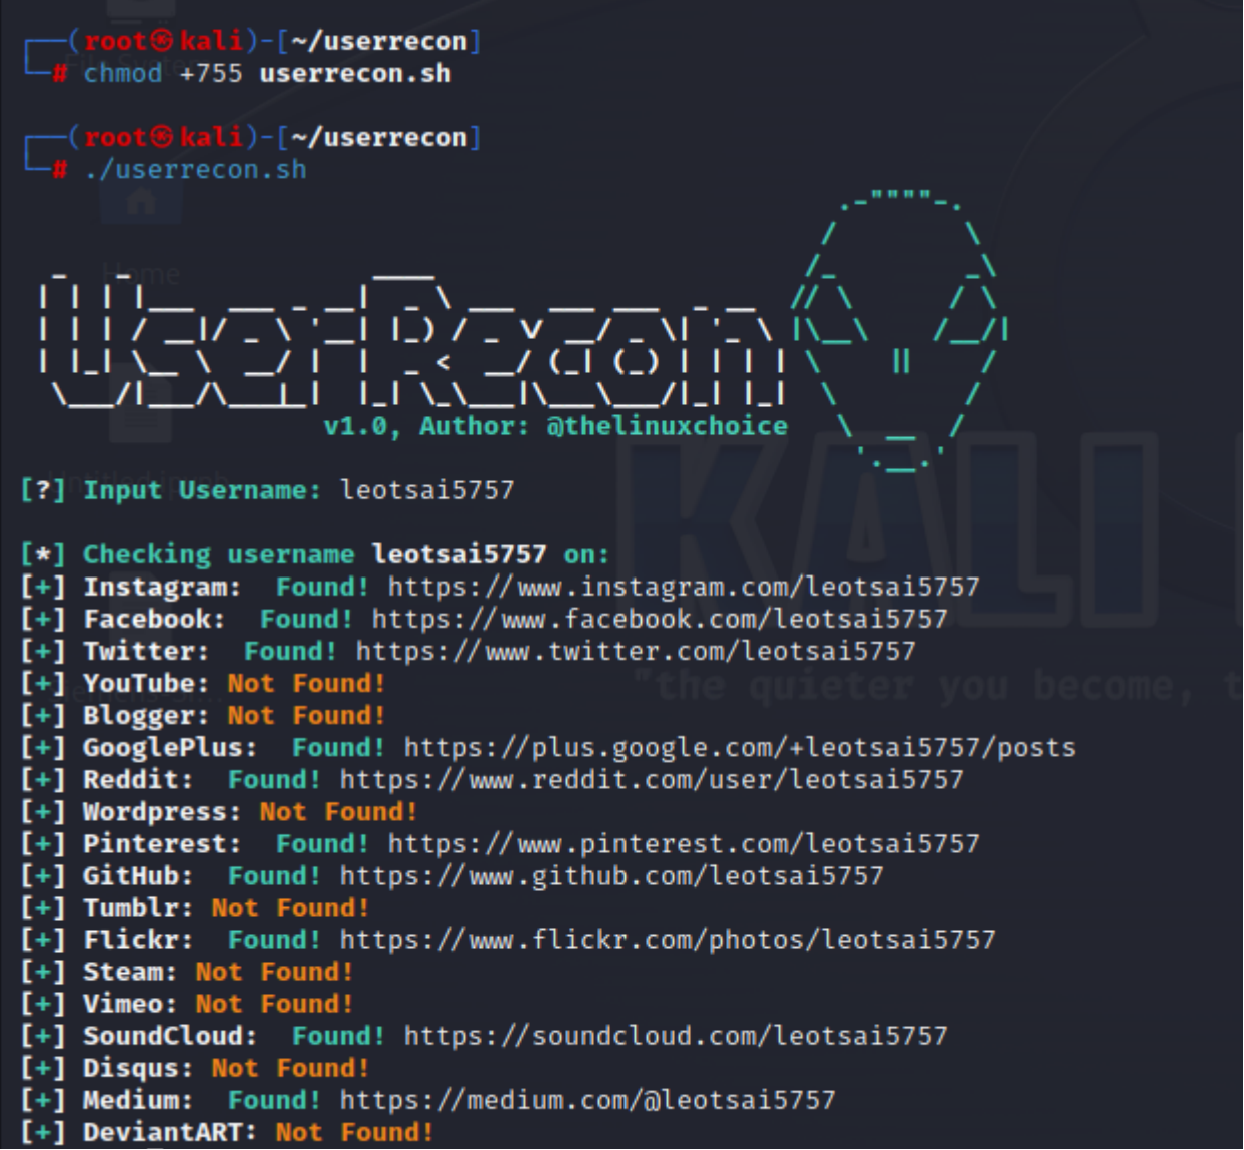 (root㉿kali)-[~/userrecon]
# chmod +755 userrecon.sh
(root㉿kali)-[~/userrecon]
# ./userrecon.sh
Home
UserRecon
v1.0, Author: @thelinuxchoice
[?] Input Username: leotsai5757
[*] Checking username leotsai5757 on:
[+] Instagram:  Found! https://www.instagram.com/leotsai5757
[+] Facebook:  Found! https://www.facebook.com/leotsai5757
[+] Twitter:  Found! https://www.twitter.com/leotsai5757
[+] YouTube: Not Found!
[+] Blogger: Not Found!
[+] GooglePlus:  Found! https://plus.google.com/+leotsai5757/posts
[+] Reddit:  Found! https://www.reddit.com/user/leotsai5757
[+] Wordpress: Not Found!
[+] Pinterest:  Found! https://www.pinterest.com/leotsai5757
[+] GitHub:  Found! https://www.github.com/leotsai5757
[+] Tumblr: Not Found!
[+] Flickr:  Found! https://www.flickr.com/photos/leotsai5757
[+] Steam: Not Found!
[+] Vimeo: Not Found!
[+] SoundCloud:  Found! https://soundcloud.com/leotsai5757
[+] Disqus: Not Found!
[+] Medium:  Found! https://medium.com/@leotsai5757
[+] DeviantART: Not Found!
KALI
"the quieter you become, t